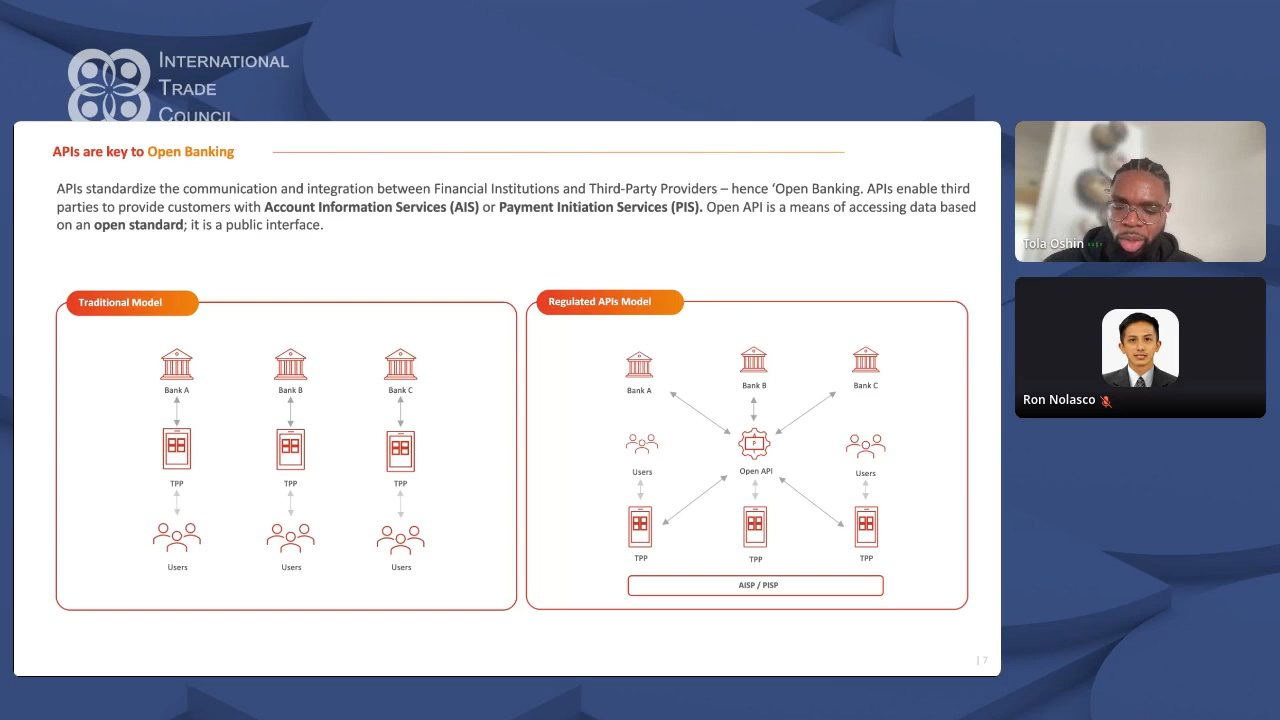 INTERNATIONAL
TRADE
COUNCIL
APIs are key to Open Banking
APIs standardize the communication and integration between Financial Institutions and Third-Party Providers – hence ‘Open Banking. APIs enable third
parties to provide customers with Account Information Services (AIS) or Payment Initiation Services (PIS). Open API is a means of accessing data based
on an open standard; it is a public interface.
Traditional Model
Bank A
Bank B
Bank C
TPP
TPP
TPP
Users
Users
Users
Regulated APIs Model
Bank A
Bank B
Bank C
A
P
I
Users
Open API
Users
TPP
TPP
TPP
AISP / PISP
| 7
Tola Oshin
Ron Nolasco